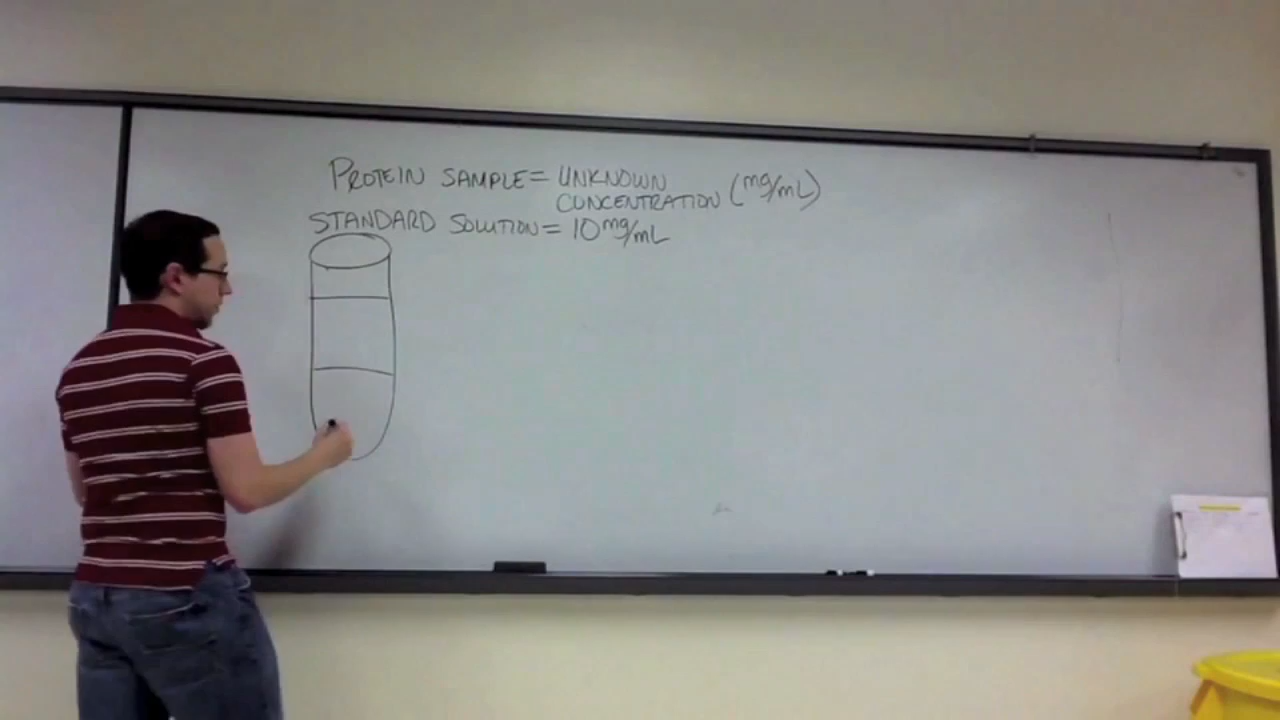 PROTEIN SAMPLE = UNKNOWN
CONCENTRATION (mg/mL)
STANDARD SOLUTION = 10 mg/mL